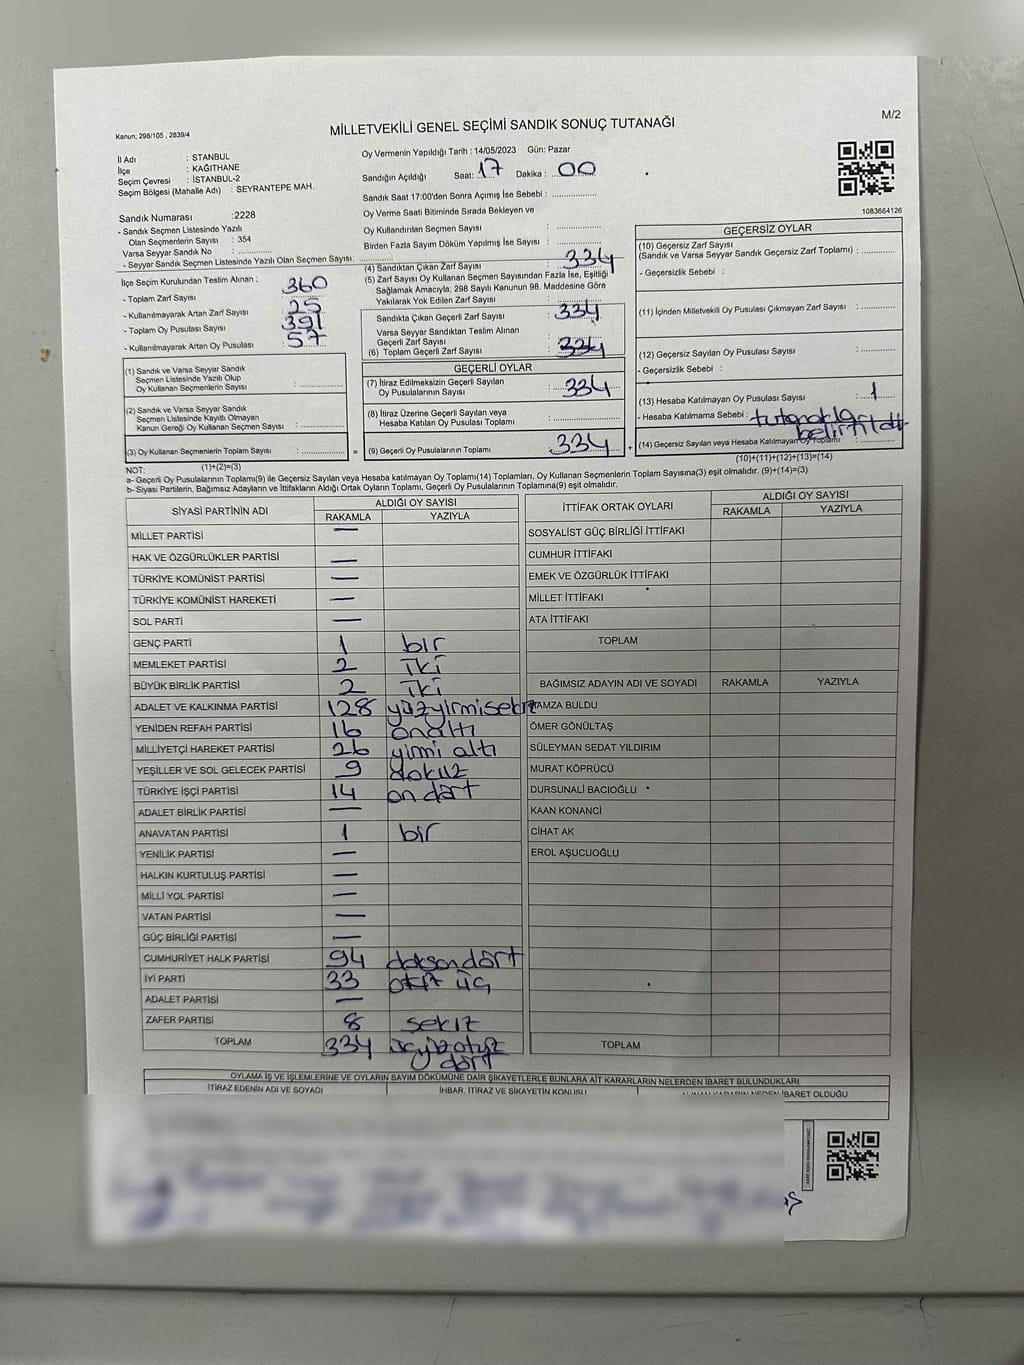 M/2
Kanun; 298/105 , 2839/4
MİLLETVEKİLİ GENEL SEÇİMİ SANDIK SONUÇ TUTANAĞI
İl Adı : STANBUL
İlçe : KAĞITHANE
Seçim Çevresi : İSTANBUL-2
Seçim Bölgesi (Mahalle Adı) : SEYRANTEPE MAH.
Oy Vermenin Yapıldığı Tarih : 14/05/2023 Gün: Pazar
Sandığın Açıldığı Saat: 17 Dakika : 00
Sandık Saat 17:00'den Sonra Açımış İse Sebebi :
Oy Verme Saati Bitiminde Sırada Bekleyen ve
Oy Kullandırılan Seçmen Sayısı :
Birden Fazla Sayım Döküm Yapılmış İse Sayısı :
1083664126
Sandık Numarası :2228
- Sandık Seçmen Listesinde Yazılı
Olan Seçmenlerin Sayısı : 354
Varsa Seyyar Sandık No :
- Seyyar Sandık Seçmen Listesinde Yazılı Olan Seçmen Sayısı:
İlçe Seçim Kurulundan Teslim Alınan :
- Toplam Zarf Sayısı : 360
- Kullanılmayarak Artan Zarf Sayısı : 25
- Toplam Oy Pusulası Sayısı : 391
- Kullanılmayarak Artan Oy Pusulası : 57
(1) Sandık ve Varsa Seyyar Sandık
Seçmen Listesinde Yazılı Olup
Oy Kullanan Seçmenlerin Sayısı :
(2) Sandık ve Varsa Seyyar Sandık
Seçmen Listesinde Kayıtlı Olmayan
Kanun Gereği Oy Kullanan Seçmen Sayısı :
(3) Oy Kullanan Seçmenlerin Toplam Sayısı :
(1)+(2)=(3)
(4) Sandıktan Çıkan Zarf Sayısı : 334
(5) Zarf Sayısı Oy Kullanan Seçmen Sayısından Fazla İse, Eşitliği
Sağlamak Amacıyla, 298 Sayılı Kanunun 98. Maddesine Göre
Yakılarak Yok Edilen Zarf Sayısı :
Sandıkta Çıkan Geçerli Zarf Sayısı : 334
Varsa Seyyar Sandıktan Teslim Alınan
Geçerli Zarf Sayısı :
(6) Toplam Geçerli Zarf Sayısı : 334
GEÇERLİ OYLAR
(7) İtiraz Edilmeksizin Geçerli Sayılan
Oy Pusulasının Sayısı : 334
(8) İtiraz Üzerine Geçerli Sayılan veya
Hesaba Katılan Oy Pusulası Toplamı :
= (9) Geçerli Oy Pusulalarının Toplamı : 334 +
GEÇERSİZ OYLAR
(10) Geçersiz Zarf Sayısı
(Sandık ve Varsa Seyyar Sandık Geçersiz Zarf Toplamı) :
- Geçersizlik Sebebi :
(11) İçinden Milletvekili Oy Pusulası Çıkmayan Zarf Sayısı :
(12) Geçersiz Sayılan Oy Pusulası Sayısı :
- Geçersizlik Sebebi :
(13) Hesaba Katılmayan Oy Pusulası Sayısı : 1
- Hesaba Katılmama Sebebi :
(14) Geçersiz Sayılan veya Hesaba Katılmayan Oy Toplamı :
(10)+(11)+(12)+(13)=(14)
NOT:
a- Geçerli Oy Pusulalarının Toplamı(9) ile Geçersiz Sayılan veya Hesaba katılmayan Oy Toplamı(14) Toplamları, Oy Kullanan Seçmenlerin Toplam Sayısına(3) eşit olmalıdır. (9)+(14)=(3)
b- Siyasi Partilerin, Bağımsız Adayların ve İttifakların Aldığı Ortak Oyların Toplamı, Geçerli Oy Pusulalarının Toplamına(9) eşit olmalıdır.
SİYASİ PARTİNİN ADI
ALDIĞI OY SAYISI
RAKAMLA YAZIYLA
MİLLET PARTİSİ —
HAK VE ÖZGÜRLÜKLER PARTİSİ —
TÜRKİYE KOMÜNİST PARTİSİ —
TÜRKİYE KOMÜNİST HAREKETİ —
SOL PARTİ —
GENÇ PARTİ 1 bir
MEMLEKET PARTİSİ 2 iki
BÜYÜK BİRLİK PARTİSİ 2 iki
ADALET VE KALKINMA PARTİSİ 128 yüzyirmisekiz
YENİDEN REFAH PARTİSİ 16 onaltı
MİLLİYETÇİ HAREKET PARTİSİ 26 yirmi altı
YEŞİLLER VE SOL GELECEK PARTİSİ 9 dokuz
TÜRKİYE İŞÇİ PARTİSİ 14 on dört
ADALET BİRLİK PARTİSİ —
ANAVATAN PARTİSİ 1 bir
YENİLİK PARTİSİ —
HALKIN KURTULUŞ PARTİSİ —
MİLLİ YOL PARTİSİ —
VATAN PARTİSİ —
GÜÇ BİRLİĞİ PARTİSİ —
CUMHURİYET HALK PARTİSİ 94 doksandört
İYİ PARTİ 33 otuz üç
ADALET PARTİSİ —
ZAFER PARTİSİ 8 sekiz
TOPLAM 334 üçyüzotuz
dört
İTTİFAK ORTAK OYLARI
ALDIĞI OY SAYISI
RAKAMLA YAZIYLA
SOSYALİST GÜÇ BİRLİĞİ İTTİFAKI
CUMHUR İTTİFAKI
EMEK VE ÖZGÜRLÜK İTTİFAKI
MİLLET İTTİFAKI
ATA İTTİFAKI
TOPLAM
BAĞIMSIZ ADAYIN ADI VE SOYADI RAKAMLA YAZIYLA
HAMZA BULDU
ÖMER GÖNÜLTAŞ
SÜLEYMAN SEDAT YILDIRIM
MURAT KÖPRÜCÜ
DURSUNALİ BACIOĞLU
KAAN KONANCİ
CİHAT AK
EROL AŞUCUOĞLU
TOPLAM
OYLAMA İŞ VE İŞLEMLERİNE VE OYLARIN SAYIM DÖKÜMÜNE DAİR ŞİKAYETLERLE BUNLARA AİT KARARLARIN NELERDEN İBARET BULUNDUKLARI
İTİRAZ EDENİN ADI VE SOYADI
İHBAR, İTİRAZ VE ŞİKAYETİN KONUSU
ALINAN KARARIN NEDEN İBARET OLDUĞU